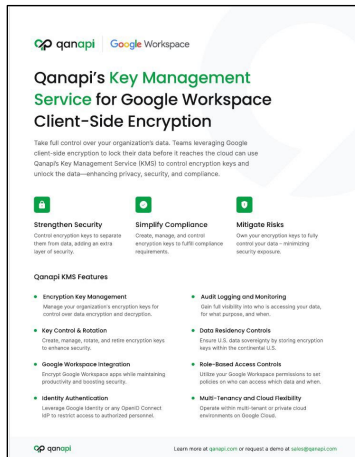 qanapi Google Workspace
Qanapi's Key Management
Service for Google Workspace
Client-Side Encryption
Take full control over your organization's data. Teams leveraging Google
client-side encryption to lock their data before it reaches the cloud can use
Qanapi's Key Management Service (KMS) to control encryption keys and
unlock the data—enhancing privacy, security, and compliance.
Strengthen Security
Control encryption keys to separate
them from data, adding an extra
layer of security.
Simplify Compliance
Create, manage, and control
encryption keys to fulfill compliance
requirements.
Mitigate Risks
Own your encryption keys to fully
control your data – minimizing
security exposure.
Qanapi KMS Features
Encryption Key Management
Manage your organization's encryption keys for
control over data encryption and decryption.
Key Control & Rotation
Create, manage, rotate, and retire encryption keys
to enhance security.
Google Workspace Integration
Encrypt Google Workspace apps while maintaining
productivity and boosting security.
Identity Authentication
Leverage Google Identity or any OpenID Connect
IdP to restrict access to authorized personnel.
Audit Logging and Monitoring
Gain full visibility into who is accessing your data,
for what purpose, and when.
Data Residency Controls
Ensure U.S. data sovereignty by storing encryption
keys within the continental U.S.
Role-Based Access Controls
Utilize your Google Workspace permissions to set
policies on who can access which data and when.
Multi-Tenancy and Cloud Flexibility
Operate within multi-tenant or private cloud
environments on Google Cloud.
qanapi Learn more at qanapi.com or request a demo at sales@qanapi.com